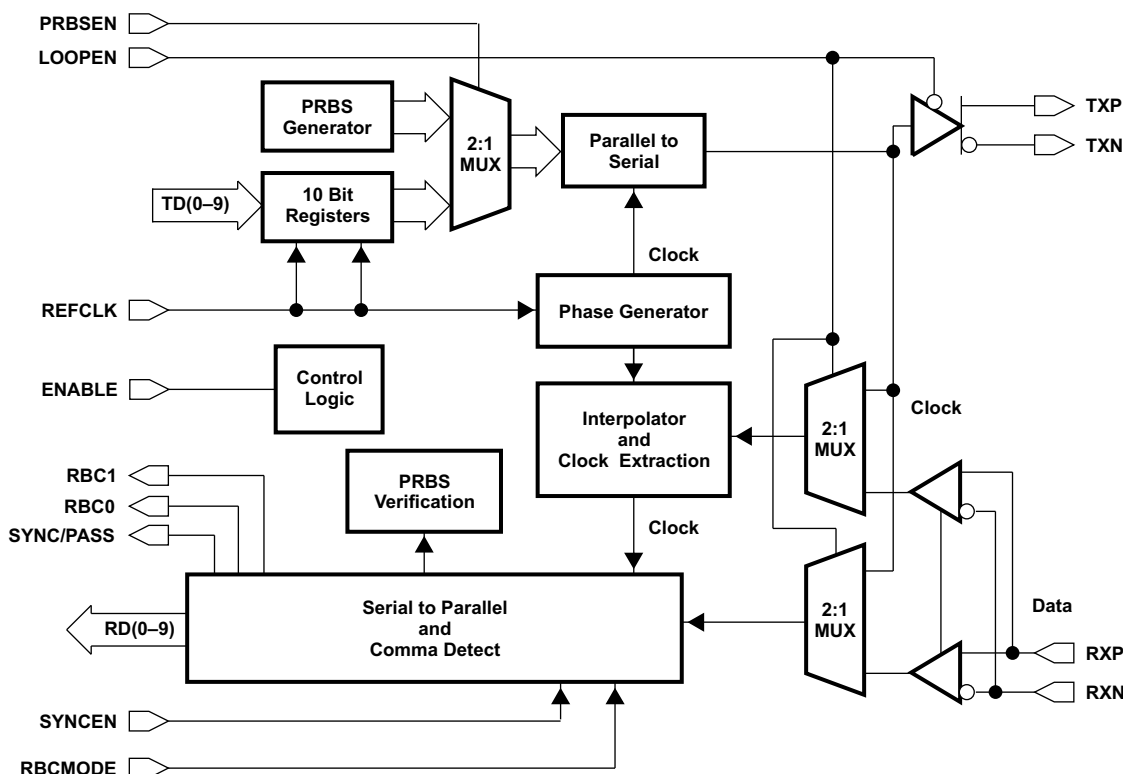 PRBSEN
LOOPEN
PRBS
Generator
2:1
MUX
Parallel to
Serial
TXP
TXN
TD(0–9)
10 Bit
Registers
Clock
REFCLK
Phase Generator
ENABLE
Control
Logic
Interpolator
and
Clock Extraction
2:1
MUX
Clock
RBC1
RBC0
SYNC/PASS
PRBS
Verification
Clock
RD(0–9)
Serial to Parallel
and
Comma Detect
2:1
MUX
Data
RXP
RXN
SYNCEN
RBCMODE